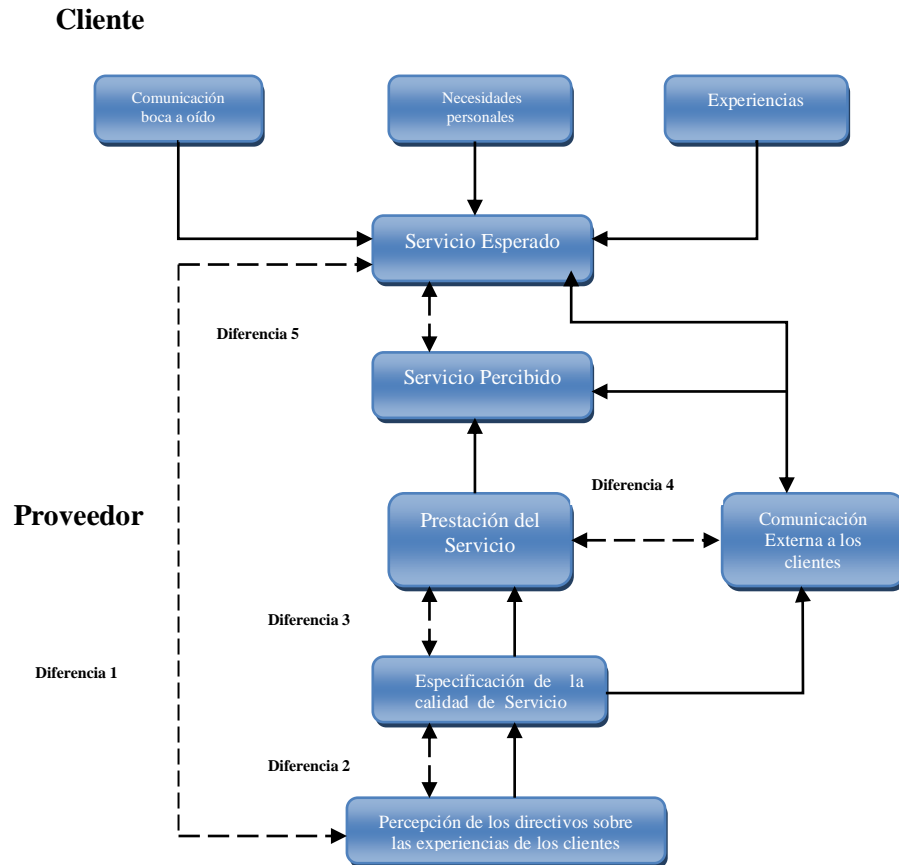 Cliente
Comunicación
boca a oído
Necesidades
personales
Experiencias
Servicio Esperado
Diferencia 5
Servicio Percibido
Diferencia 4
Proveedor
Prestación del
Servicio
Comunicación
Externa a los
clientes
Diferencia 3
Diferencia 1
Especificación de la
calidad de Servicio
Diferencia 2
Percepción de los directivos sobre
las experiencias de los clientes